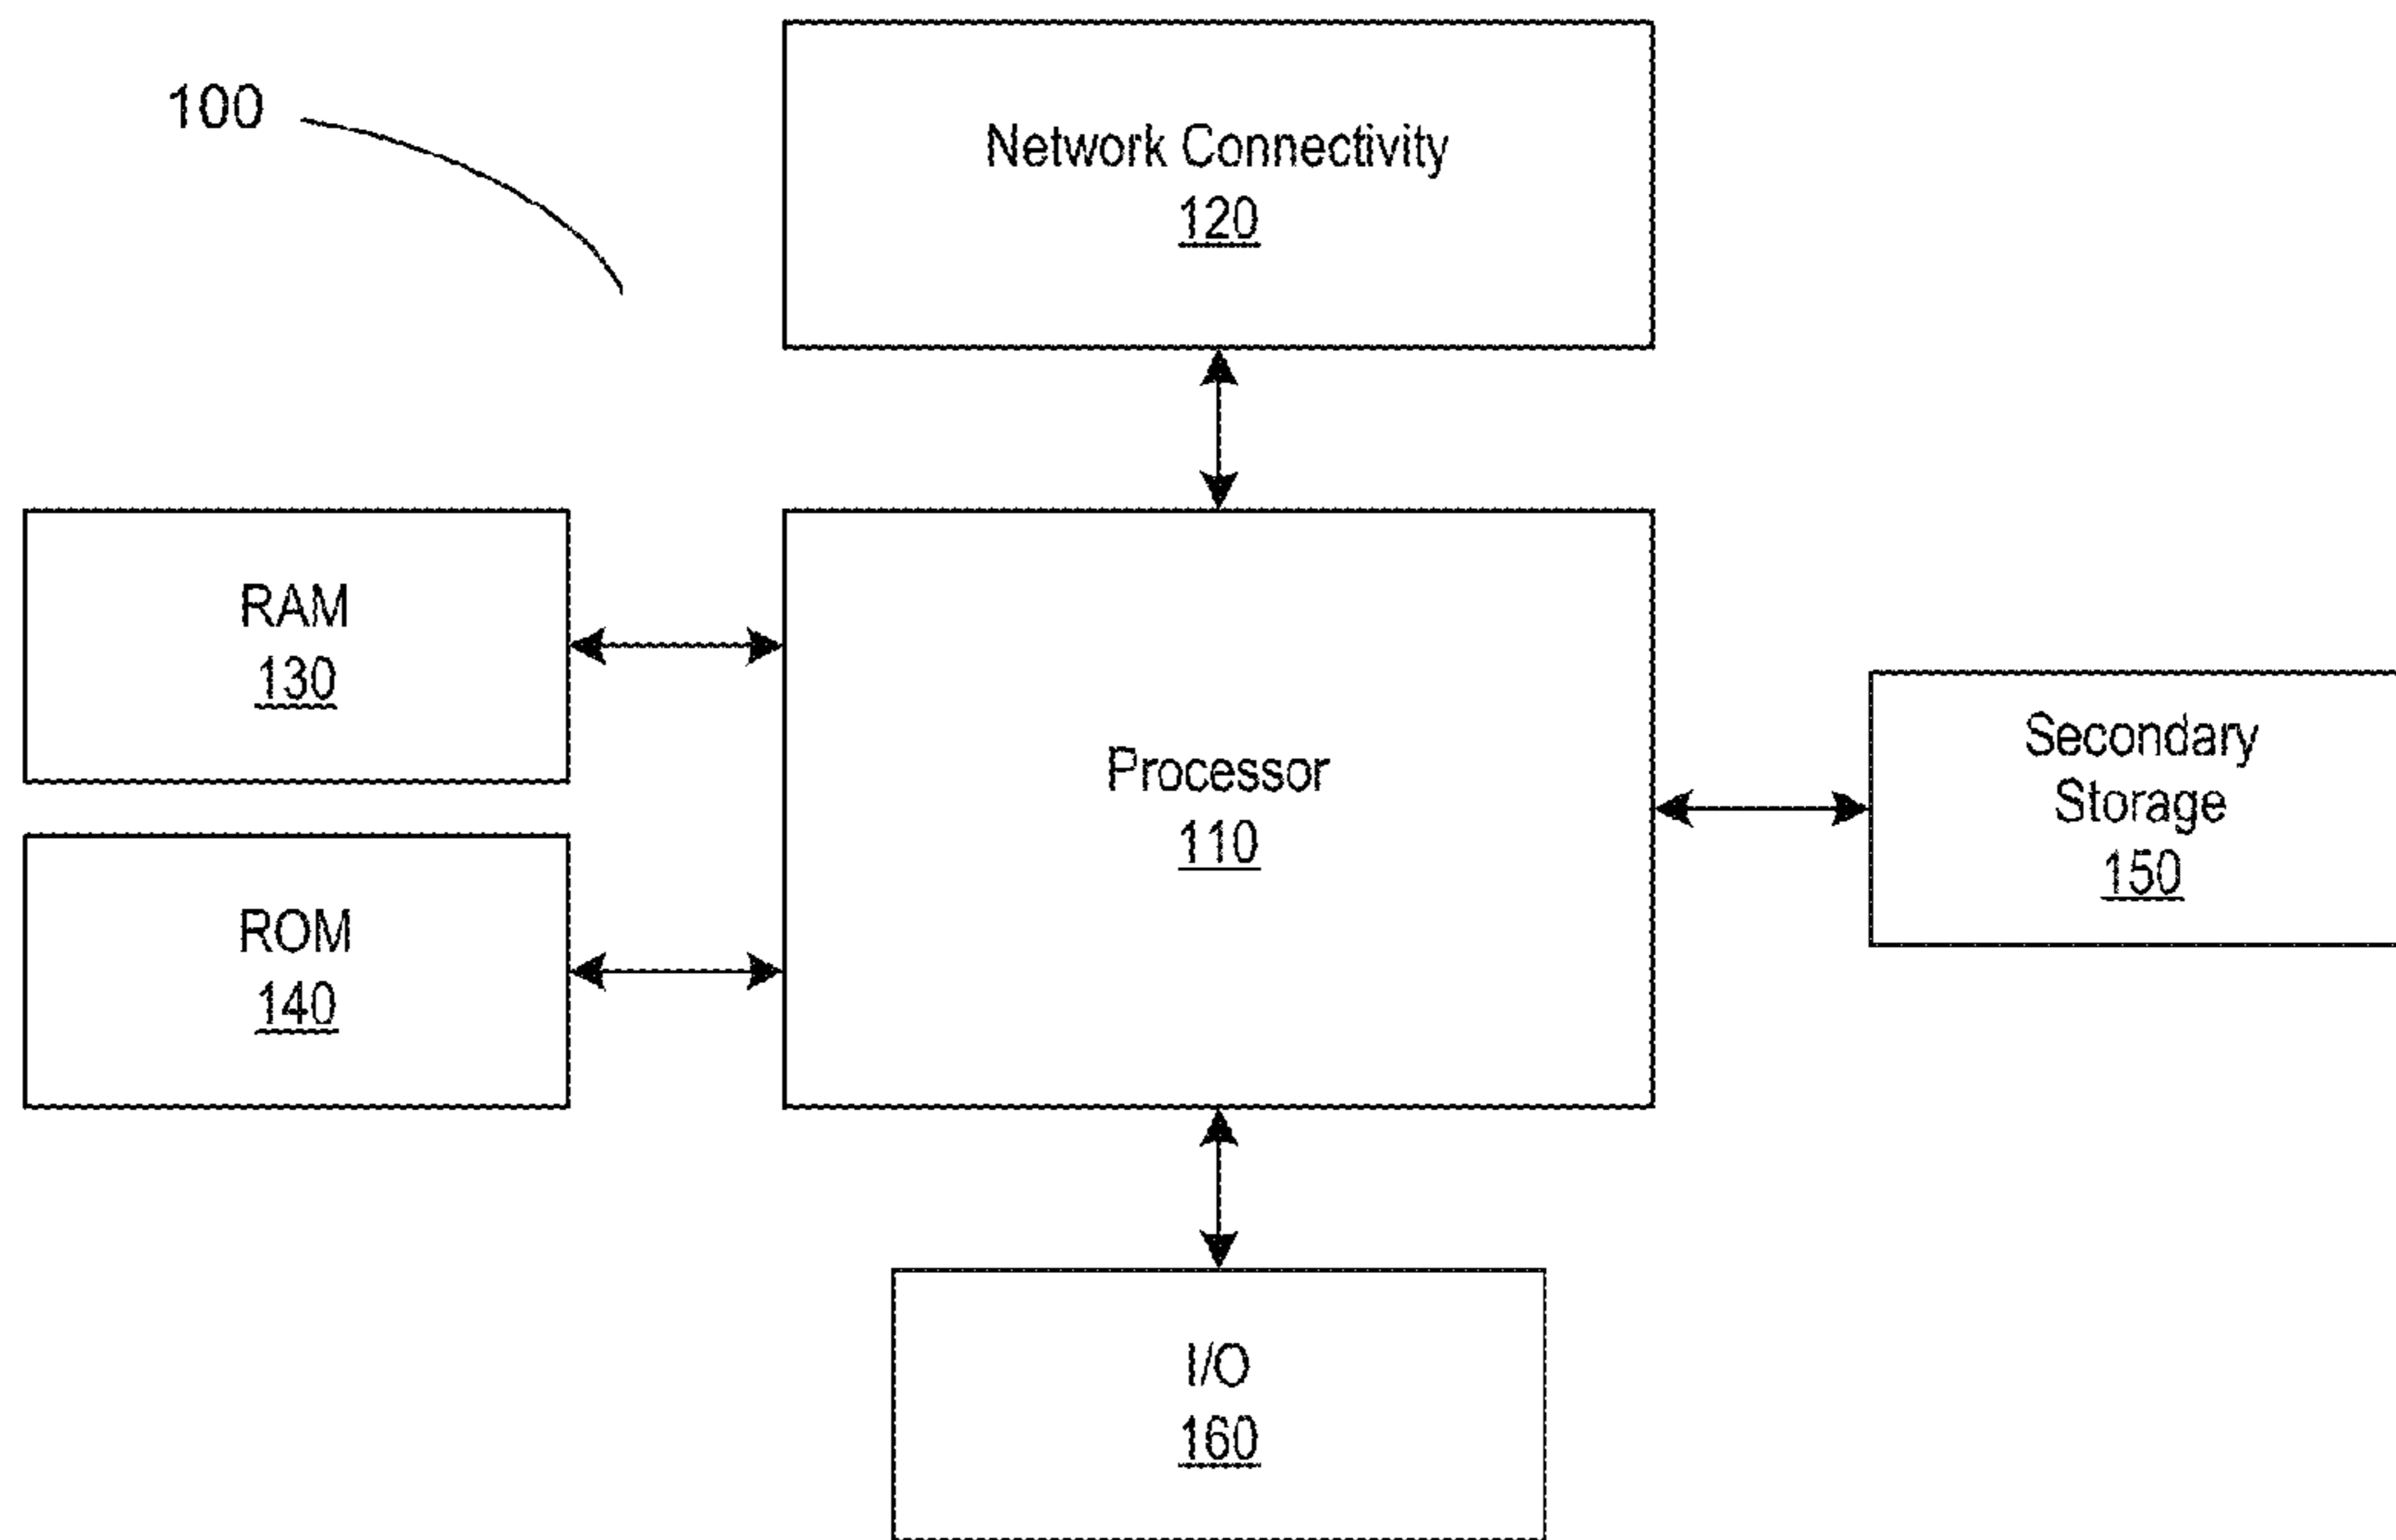 100
Network Connectivity
120
RAM
130
ROM
140
Processor
110
Secondary
Storage
150
I/O
160